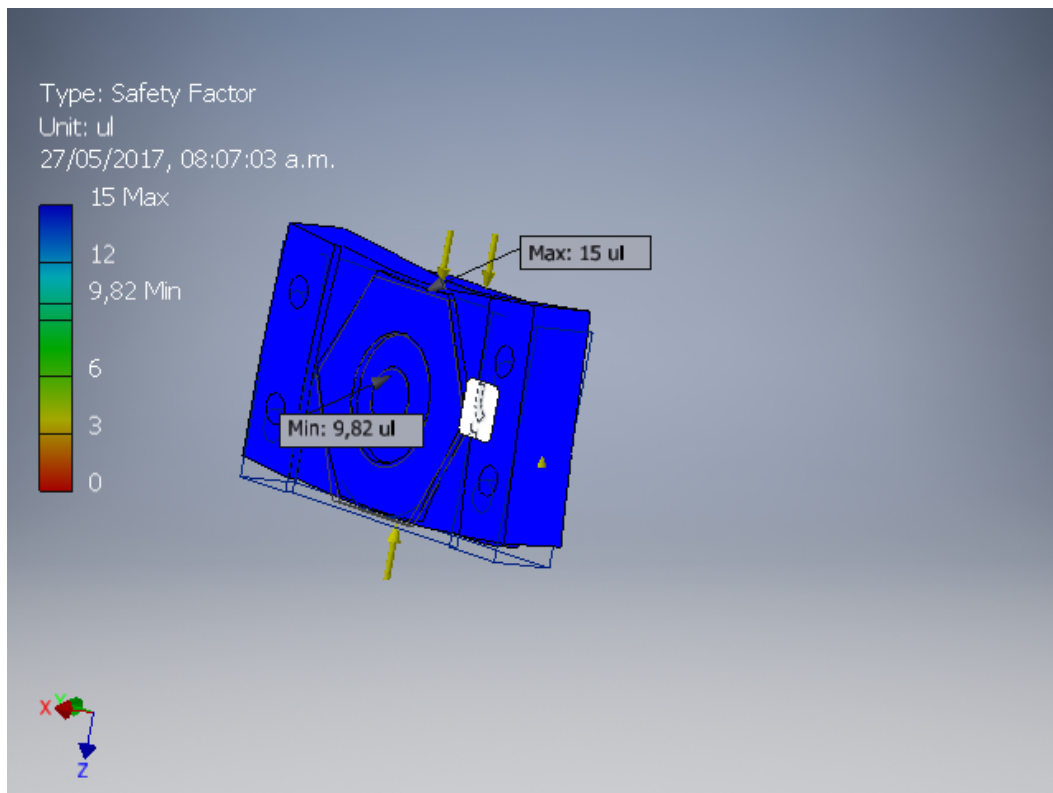 Type: Safety Factor
Unit: ul
27/05/2017, 08:07:03 a.m.
15 Max
12
9,82 Min
6
3
0
Max: 15 ul
Min: 9,82 ul
X
Y
Z